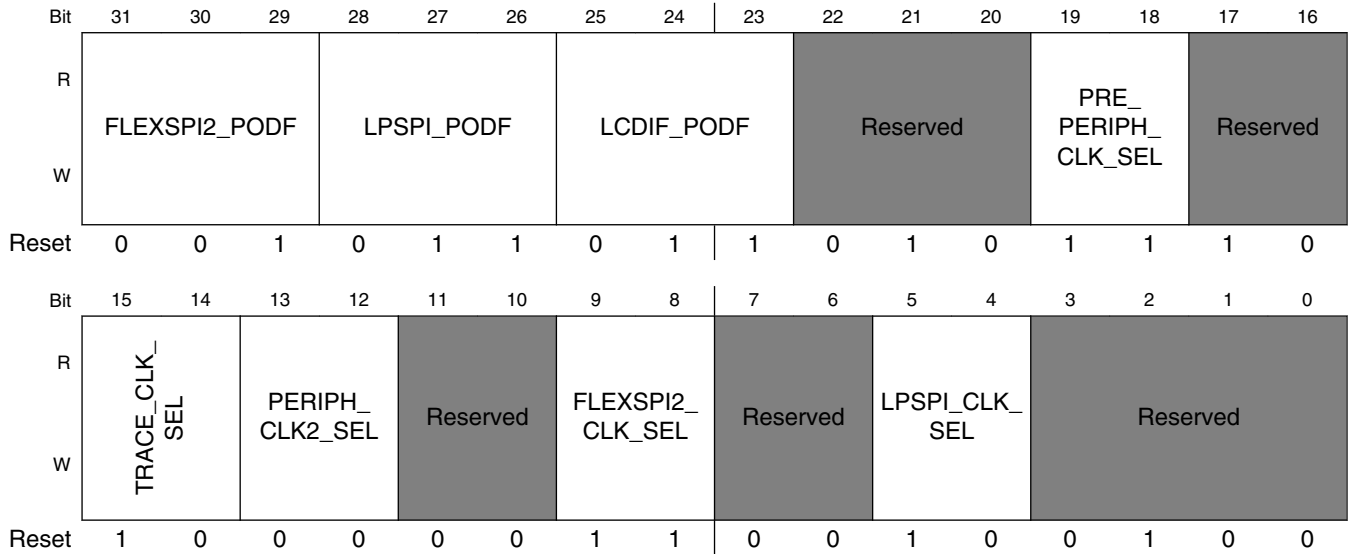 Bit 31 30 29 28 27 26 25 24 23 22 21 20 19 18 17 16
R
W
FLEXSPI2_PODF LPSPI_PODF LCDIF_PODF Reserved
PRE_
PERIPH_
CLK_SEL
Reserved
Reset 0 0 1 0 1 1 0 1 1 0 1 0 1 1 1 0
Bit 15 14 13 12 11 10 9 8 7 6 5 4 3 2 1 0
R
W
TRACE_CLK_
SEL
PERIPH_
CLK2_SEL
Reserved
FLEXSPI2_
CLK_SEL
Reserved
LPSPI_CLK_
SEL
Reserved
Reset 1 0 0 0 0 0 1 1 0 0 1 0 0 1 0 0